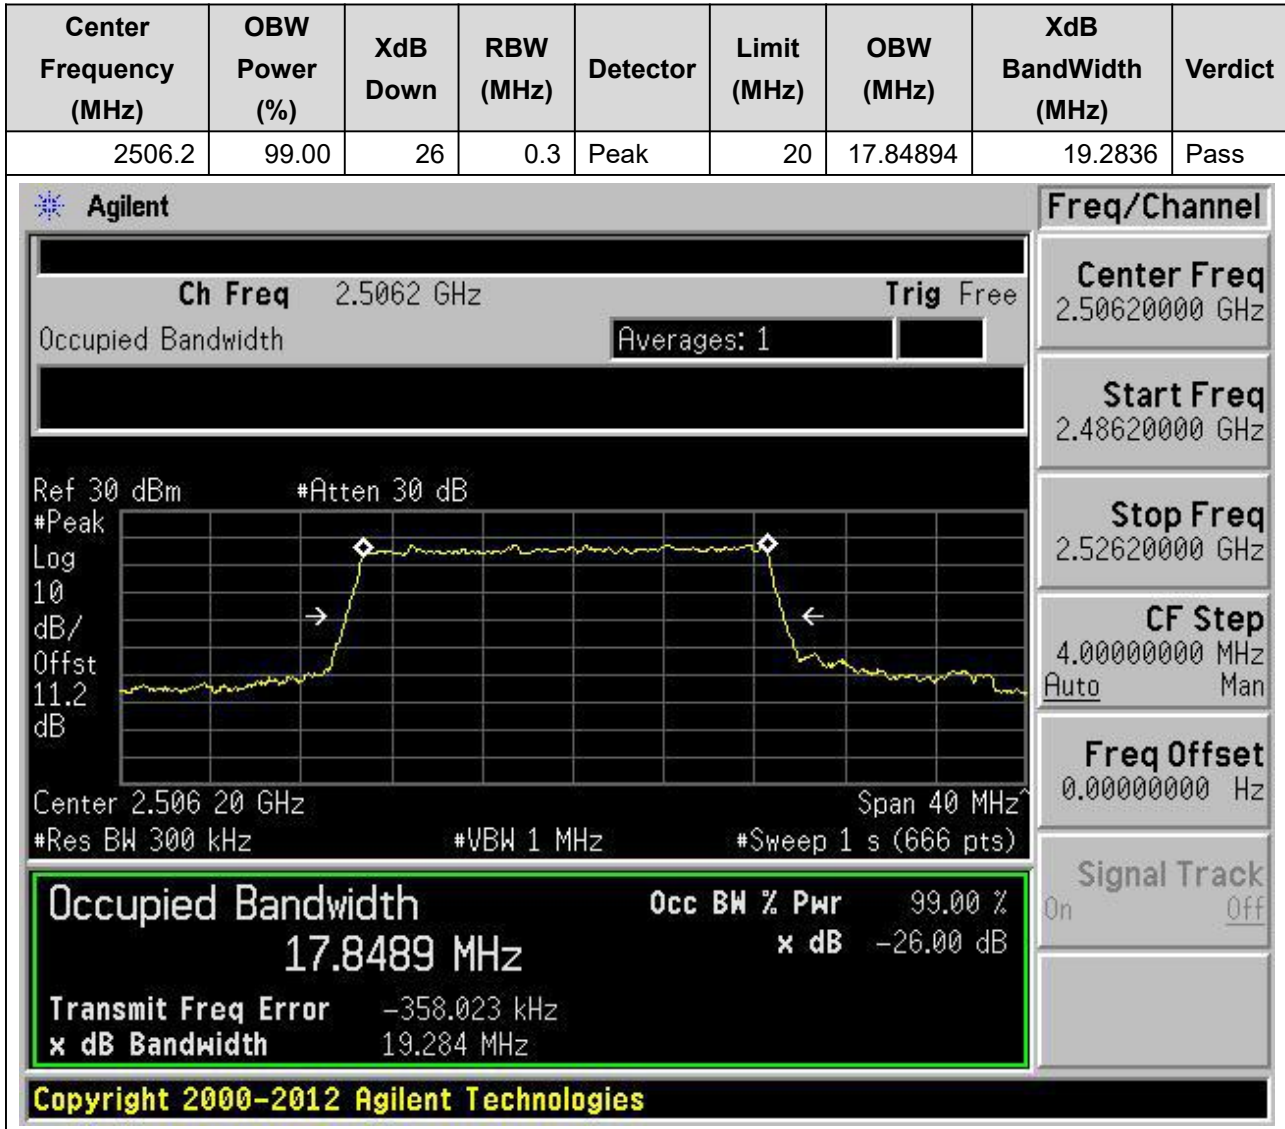 Center Frequency (MHz) OBW Power (%) XdB Down RBW (MHz) Detector Limit (MHz) OBW (MHz) XdB BandWidth (MHz) Verdict
2506.2 99.00 26 0.3 Peak 20 17.84894 19.2836 Pass
Agilent
Ch Freq 2.5062 GHz Trig Free
Occupied Bandwidth Averages: 1
Ref 30 dBm #Atten 30 dB
#Peak
Log
10
dB/
Offst
11.2
dB
Center 2.506 20 GHz Span 40 MHz^
#Res BW 300 kHz #VBW 1 MHz #Sweep 1 s (666 pts)
Occupied Bandwidth Occ BW % Pwr 99.00 %
17.8489 MHz x dB -26.00 dB
Transmit Freq Error -358.023 kHz
x dB Bandwidth 19.284 MHz
Copyright 2000-2012 Agilent Technologies
Freq/Channel
Center Freq
2.50620000 GHz
Start Freq
2.48620000 GHz
Stop Freq
2.52620000 GHz
CF Step
4.00000000 MHz
Auto Man
Freq Offset
0.00000000 Hz
Signal Track
On Off